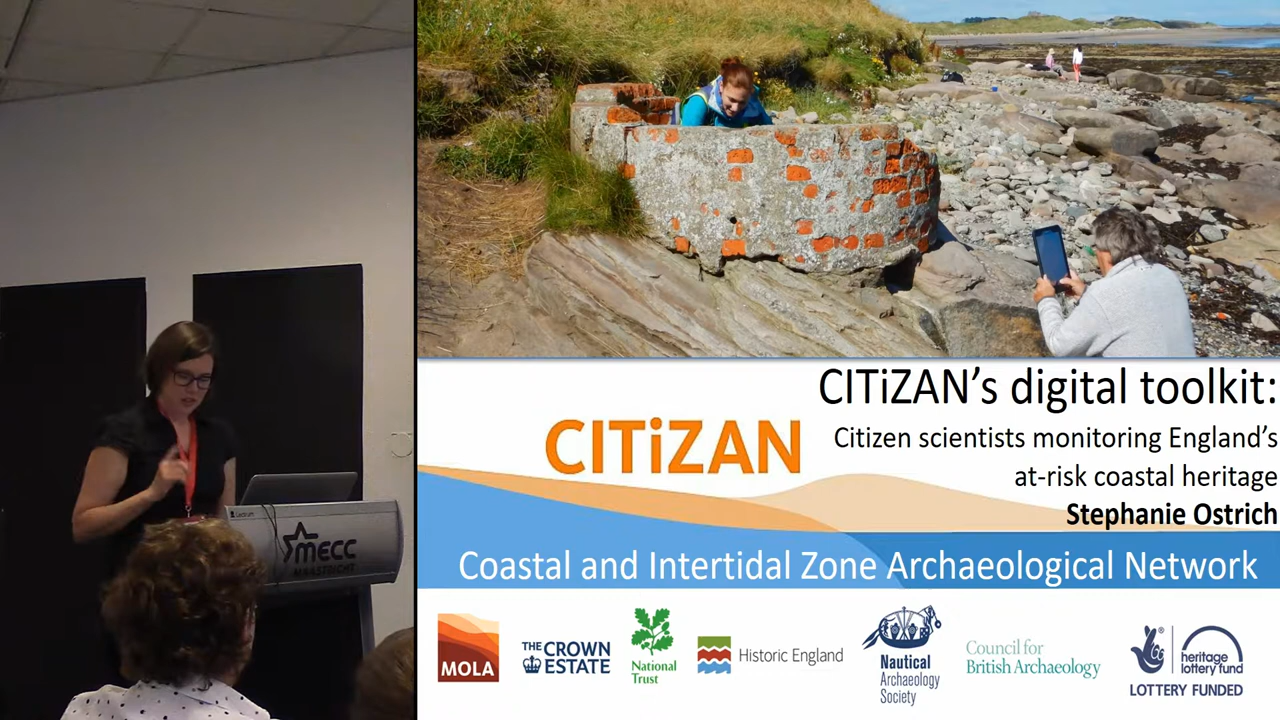 MECC
MAASTRICHT
CITiZAN’s digital toolkit:
CITiZAN
Citizen scientists monitoring England’s
at-risk coastal heritage
Stephanie Ostrich
Coastal and Intertidal Zone Archaeological Network
MOLA
THE CROWN
ESTATE
National
Trust
Historic England
Nautical
Archaeology
Society
Council for
British Archaeology
heritage
lottery fund
LOTTERY FUNDED